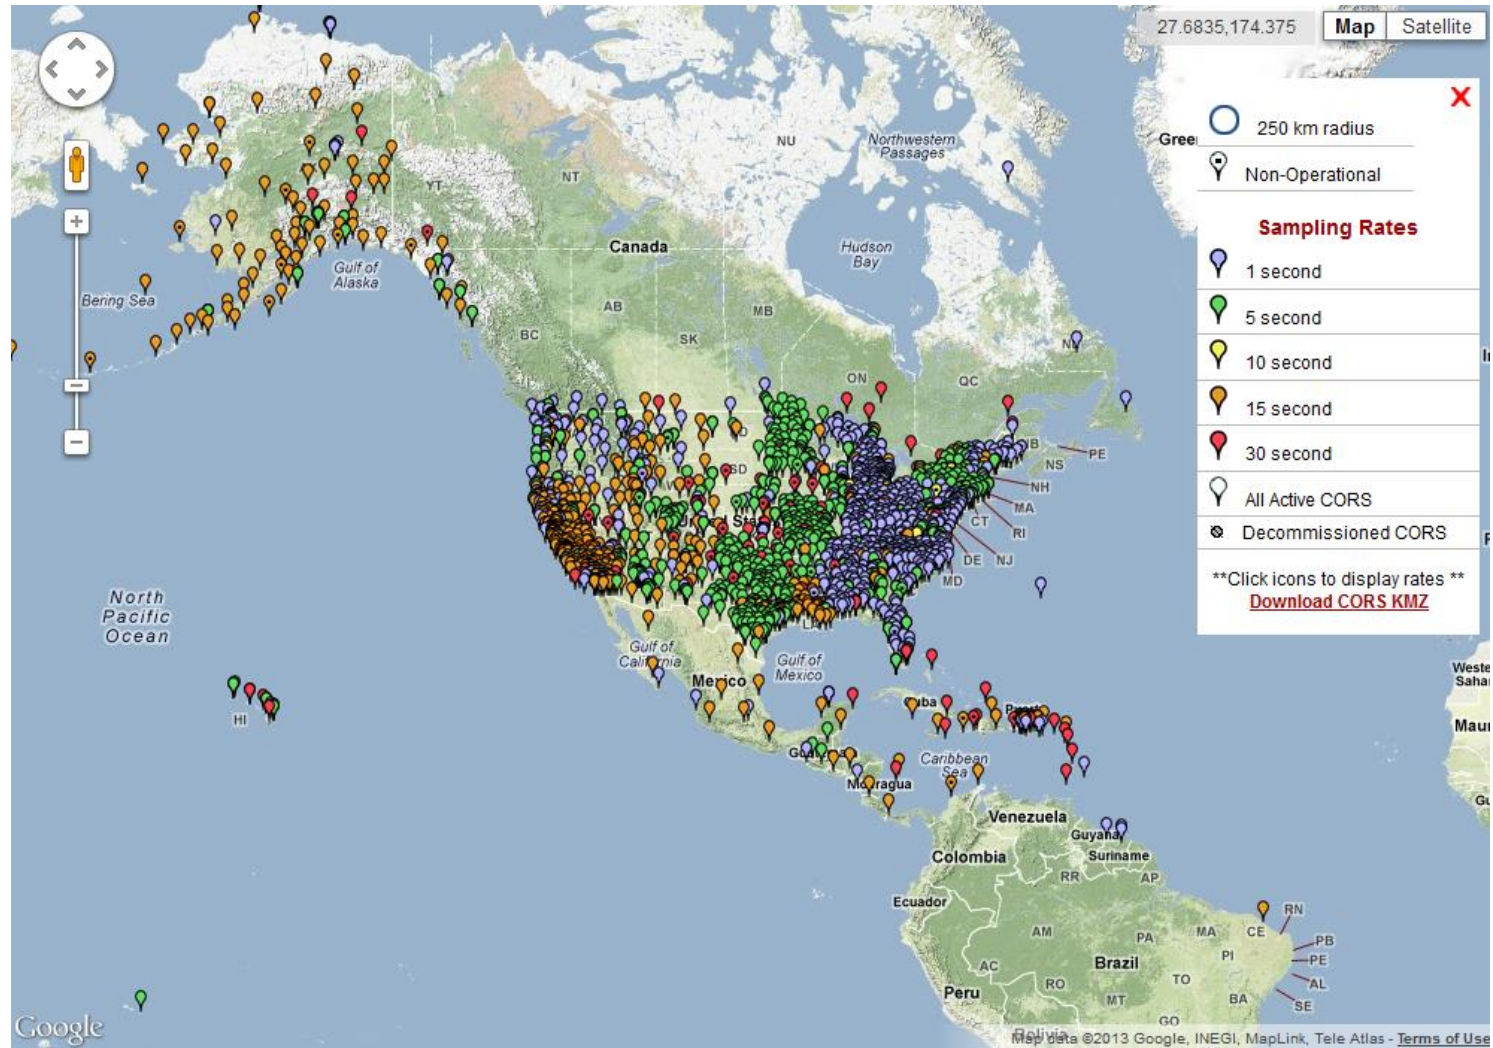 27.6835,174.375
Map
Satellite
X
250 km radius
Non-Operational
Sampling Rates
1 second
5 second
10 second
15 second
30 second
All Active CORS
Decommissioned CORS
**Click icons to display rates **
Download CORS KMZ
NU
Northwestern
Passages
NT
YT
Canada
Hudson
Bay
Gulf of
Alaska
Bering Sea
AB
MB
BC
SK
ON
QC
NB
PE
NS
NH
MA
CT
RI
NJ
DE
MD
SD
LA
North
Pacific
Ocean
Gulf of
California
Gulf of
Mexico
Mexico
HI
Cuba
Caribbean
Sea
Nicaragua
Venezuela
Guyana
Suriname
Colombia
RR
AP
Ecuador
AM
PA
MA
CE
RN
PB
PE
PI
AL
AC
RO
Brazil
TO
SE
BA
MT
Peru
GO
Bolivia
Google
Map data ©2013 Google, INEGI, MapLink, Tele Atlas - Terms of Use